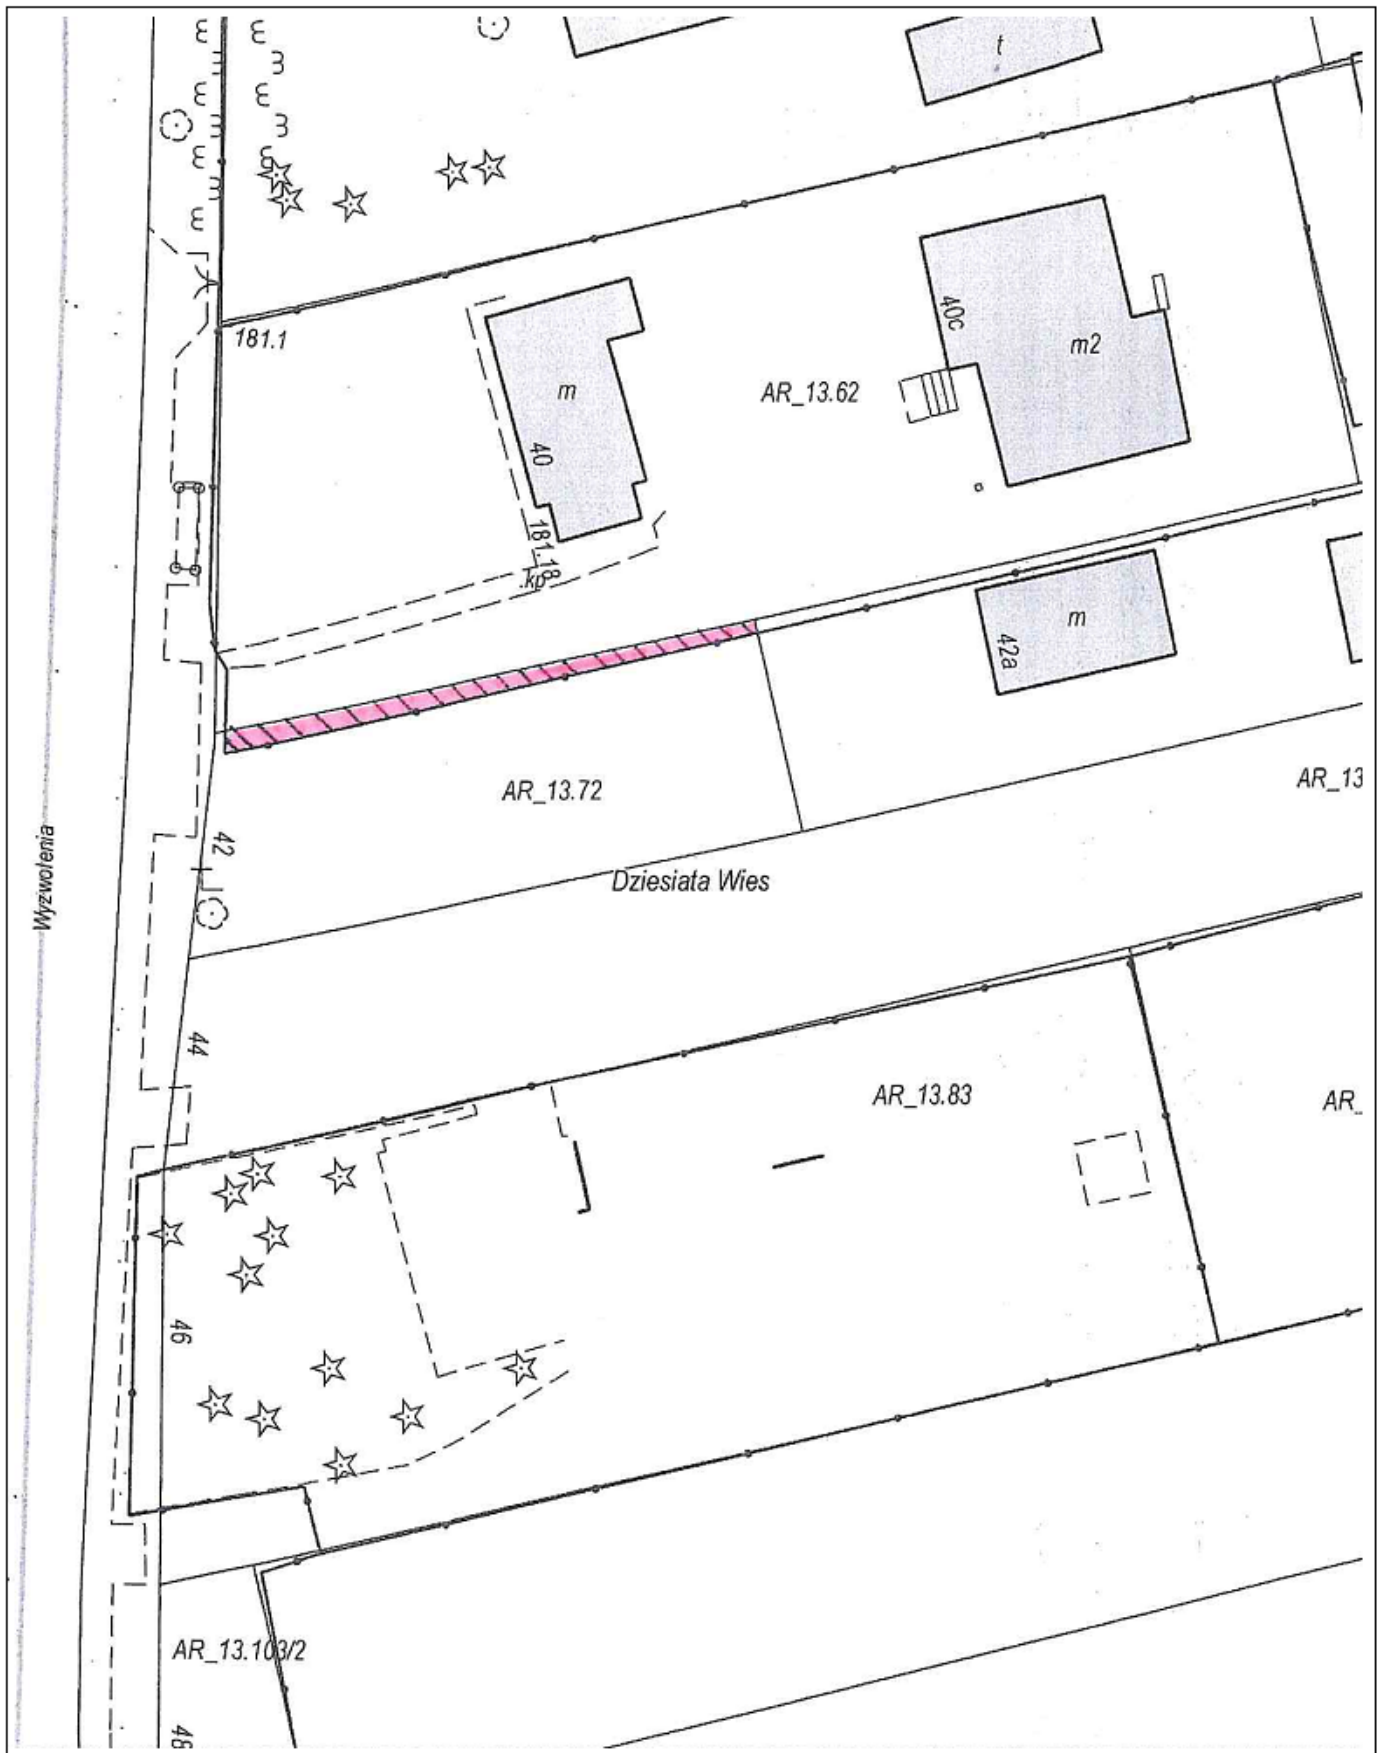 t
181.1
m
40
AR_13.62
40c
m2
181.18
.kp
m
42a
AR_13.72
AR_13
Wyzwolenia
42
Dziesiata Wies
44
AR_13.83
AR_
46
AR_13.103/2
48